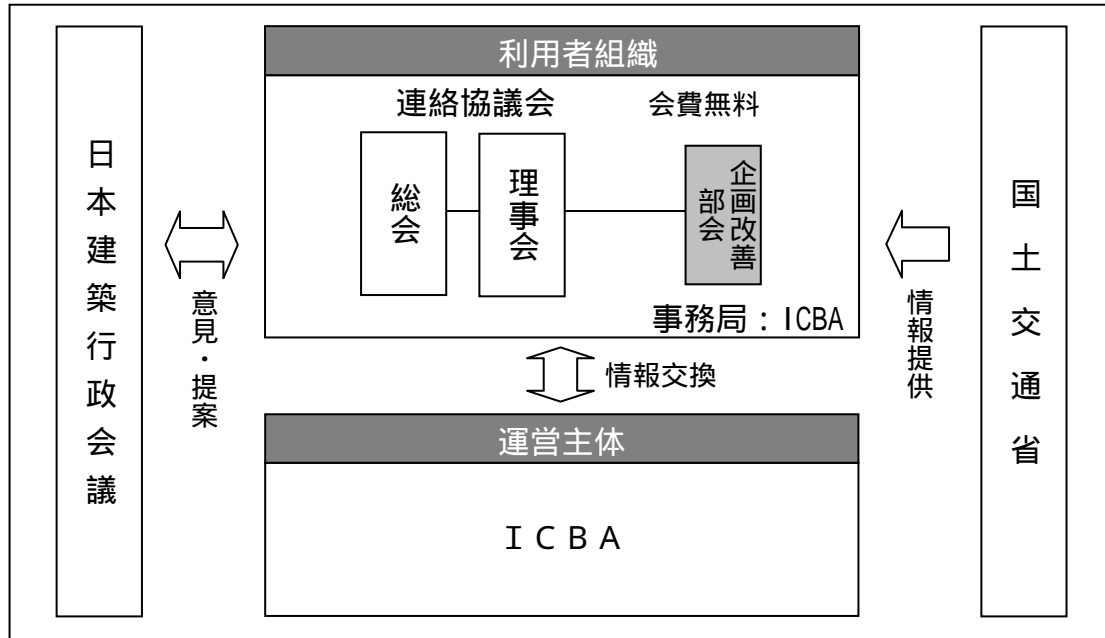 日本建築行政会議
意見・提案
利用者組織
連絡協議会
会費無料
総会
理事会
企画改善
部会
事務局：ICBA
情報交換
運営主体
ＩＣＢＡ
情報提供
国土交通省